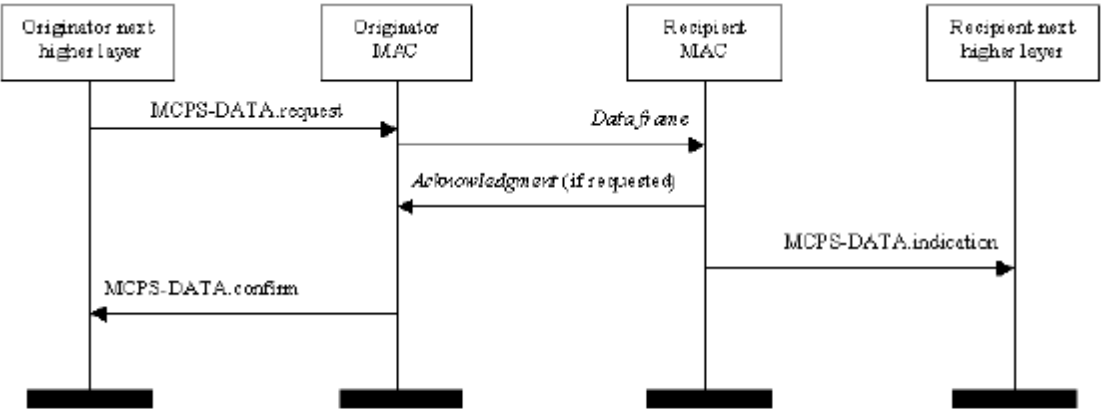 Originator next
higher layer
Originator
MAC
Recipient
MAC
Recipient next
higher layer
MCPS-DATA.request
Data frame
Acknowledgment (if requested)
MCPS-DATA.indication
MCPS-DATA.confirm